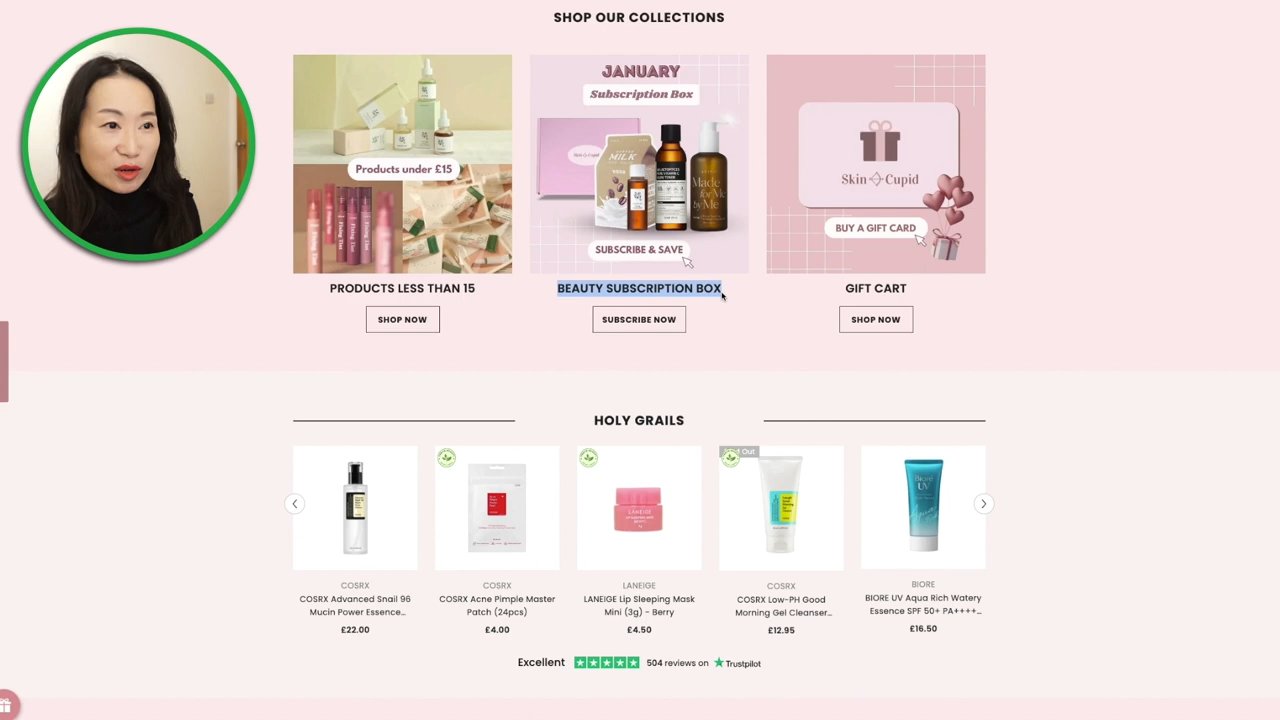 SHOP OUR COLLECTIONS
Products under £15
JANUARY
Subscription Box
Skin Cupid
MILK
Made
for Me
by Me
SUBSCRIBE & SAVE
Skin Cupid
BUY A GIFT CARD
PRODUCTS LESS THAN 15
BEAUTY SUBSCRIPTION BOX
GIFT CART
SHOP NOW
SUBSCRIBE NOW
SHOP NOW
HOLY GRAILS
LANEIGE
Biore
UV
COSRX
COSRX
LANEIGE
COSRX
BIORE
COSRX Advanced Snail 96
Mucin Power Essence...
COSRX Acne Pimple Master
Patch (24pcs)
LANEIGE Lip Sleeping Mask
Mini (3g) - Berry
COSRX Low-PH Good
Morning Gel Cleanser...
BIORE UV Aqua Rich Watery
Essence SPF 50+ PA++++...
£22.00
£4.00
£4.50
£12.95
£16.50
Excellent 504 reviews on Trustpilot